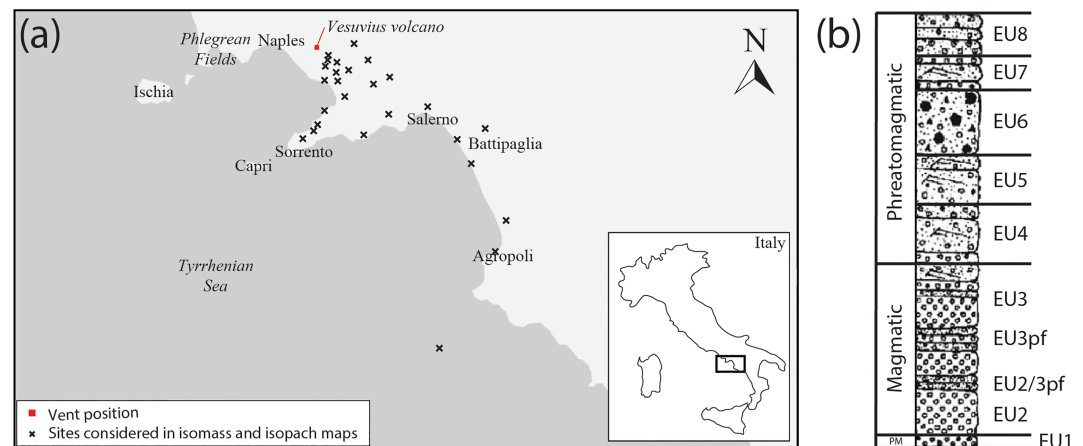 (a)
Vesuvius volcano
Phlegrean
Fields
Naples
N
Ischia
Salerno
Battipaglia
Sorrento
Capri
Agropoli
Tyrrhenian
Sea
Italy
Vent position
Sites considered in isomass and isopach maps
(b)
Phreatomagmatic
EU8
EU7
EU6
EU5
EU4
Magmatic
EU3
EU3pf
EU2/3pf
EU2
PM
EU1